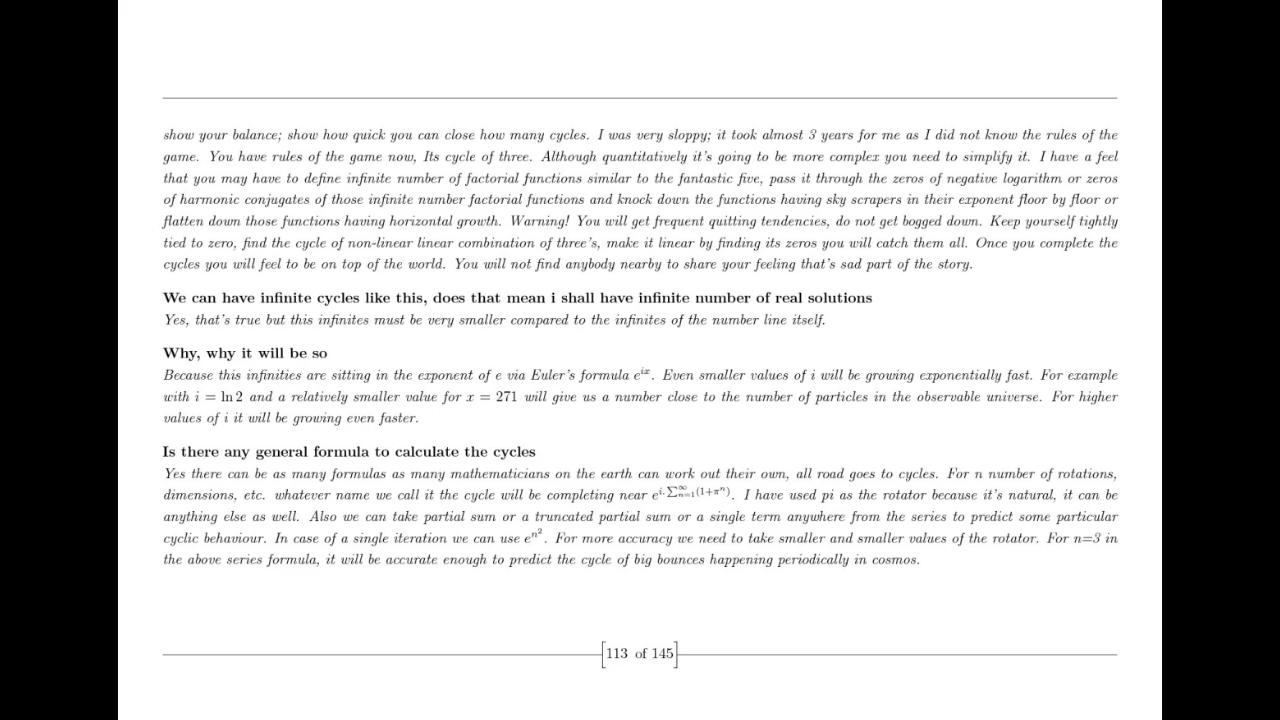 show your balance; show how quick you can close how many cycles. I was very sloppy; it took almost 3 years for me as I did not know the rules of the
game. You have rules of the game now, Its cycle of three. Although quantitatively it's going to be more complex you need to simplify it. I have a feel
that you may have to define infinite number of factorial functions similar to the fantastic five, pass it through the zeros of negative logarithm or zeros
of harmonic conjugates of those infinite number factorial functions and knock down the functions having sky scrapers in their exponent floor by floor or
flatten down those functions having horizontal growth. Warning! You will get frequent quitting tendencies, do not get bogged down. Keep yourself tightly
tied to zero, find the cycle of non-linear linear combination of three's, make it linear by finding its zeros you will catch them all. Once you complete the
cycles you will feel to be on top of the world. You will not find anybody nearby to share your feeling that's sad part of the story.
We can have infinite cycles like this, does that mean i shall have infinite number of real solutions
Yes, that's true but this infinites must be very smaller compared to the infinites of the number line itself.
Why, why it will be so
Because this infinities are sitting in the exponent of e via Euler's formula e^{ix}. Even smaller values of i will be growing exponentially fast. For example
with i = ln 2 and a relatively smaller value for x = 271 will give us a number close to the number of particles in the observable universe. For higher
values of i it will be growing even faster.
Is there any general formula to calculate the cycles
Yes there can be as many formulas as many mathematicians on the earth can work out their own, all road goes to cycles. For n number of rotations,
dimensions, etc. whatever name we call it the cycle will be completing near e^{i.∑_{n=1}^{∞}(1+π^n)}. I have used pi as the rotator because it's natural, it can be
anything else as well. Also we can take partial sum or a truncated partial sum or a single term anywhere from the series to predict some particular
cyclic behaviour. In case of a single iteration we can use e^{n^2}. For more accuracy we need to take smaller and smaller values of the rotator. For n=3 in
the above series formula, it will be accurate enough to predict the cycle of big bounces happening periodically in cosmos.
[113 of 145]